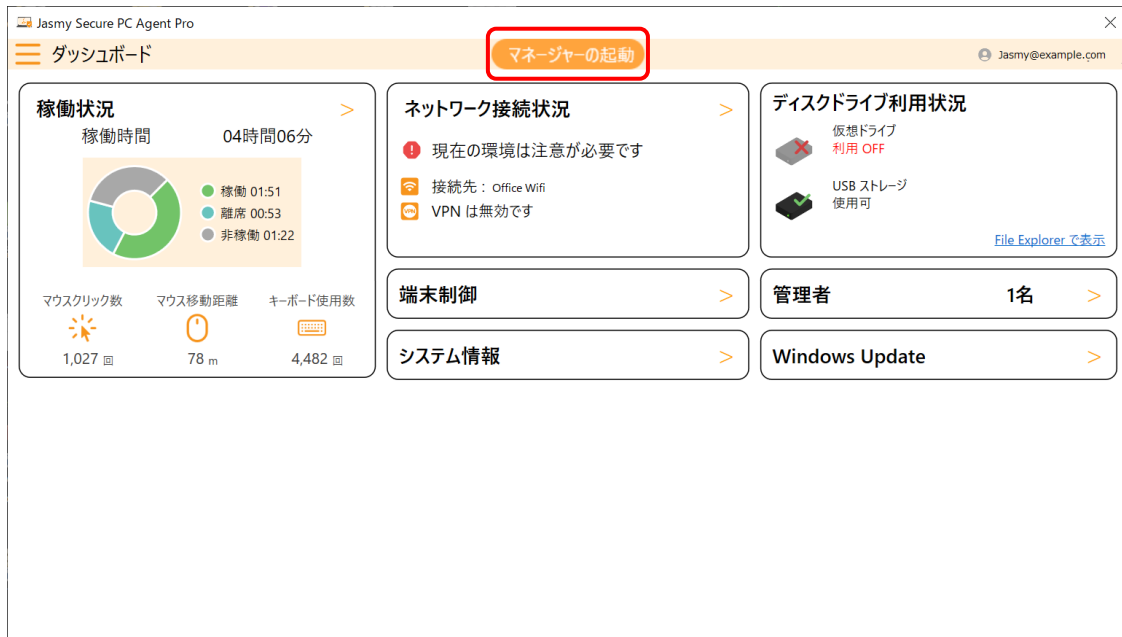 Jasmy Secure PC Agent Pro
ダッシュボード
マネージャーの起動
Jasmy@example.com
稼働状況 >
稼働時間 04時間06分
稼働 01:51
離席 00:53
非稼働 01:22
マウスクリック数 マウス移動距離 キーボード使用数
1,027 回 78 m 4,482 回
ネットワーク接続状況 >
現在の環境は注意が必要です
接続先 : Office Wifi
VPN VPN は無効です
端末制御 >
システム情報 >
ディスクドライブ利用状況
仮想ドライブ
利用 OFF
USB ストレージ
使用可
File Explorer で表示
管理者 1名 >
Windows Update >